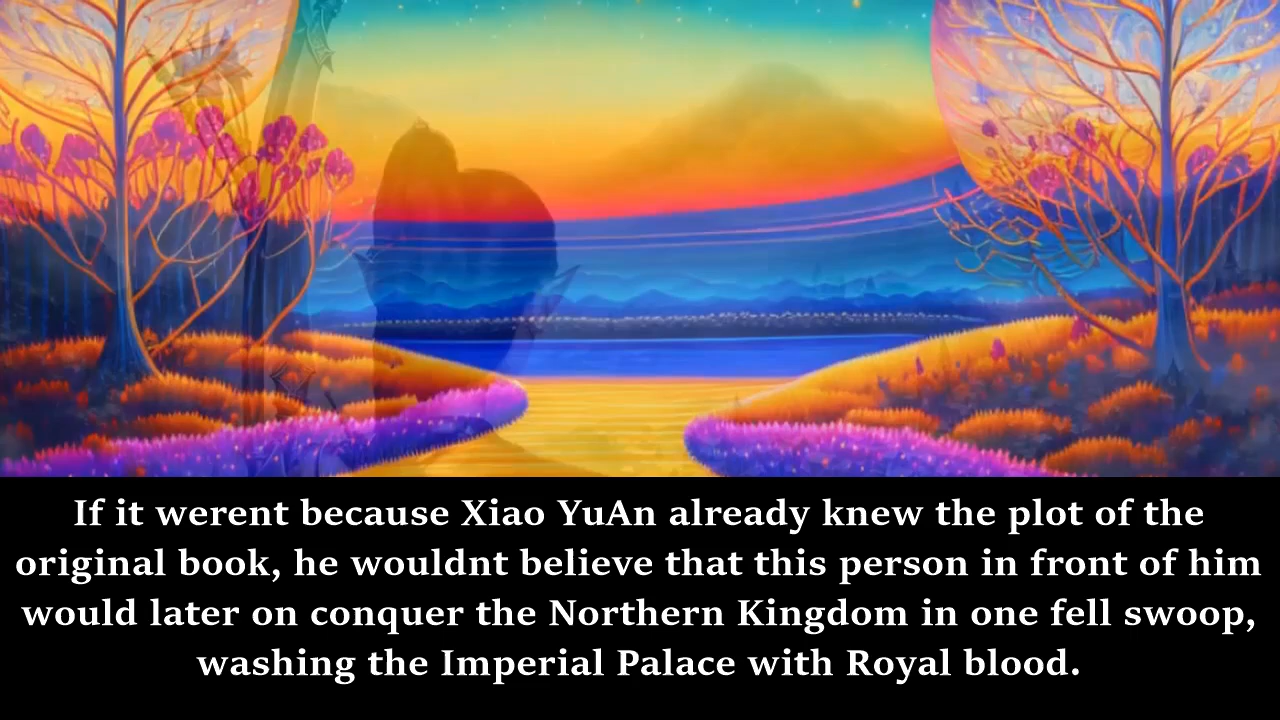 If it werent because Xiao YuAn already knew the plot of the
original book, he wouldnt believe that this person in front of him
would later on conquer the Northern Kingdom in one fell swoop,
washing the Imperial Palace with Royal blood.